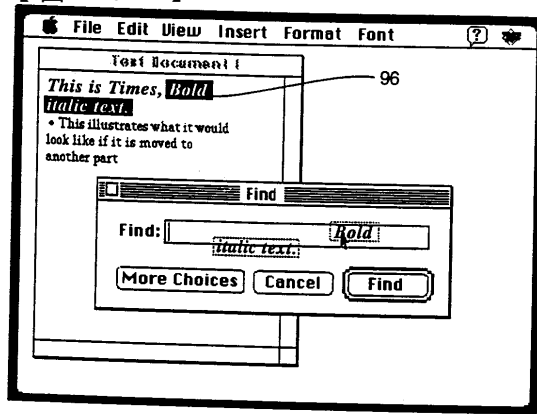 File Edit View Insert Format Font
Text Document 1
96
This is Times, Bold
italic text.
• This illustrates what it would
look like if it is moved to
another part
Find
Find:
Bold
italic text.
More Choices Cancel Find